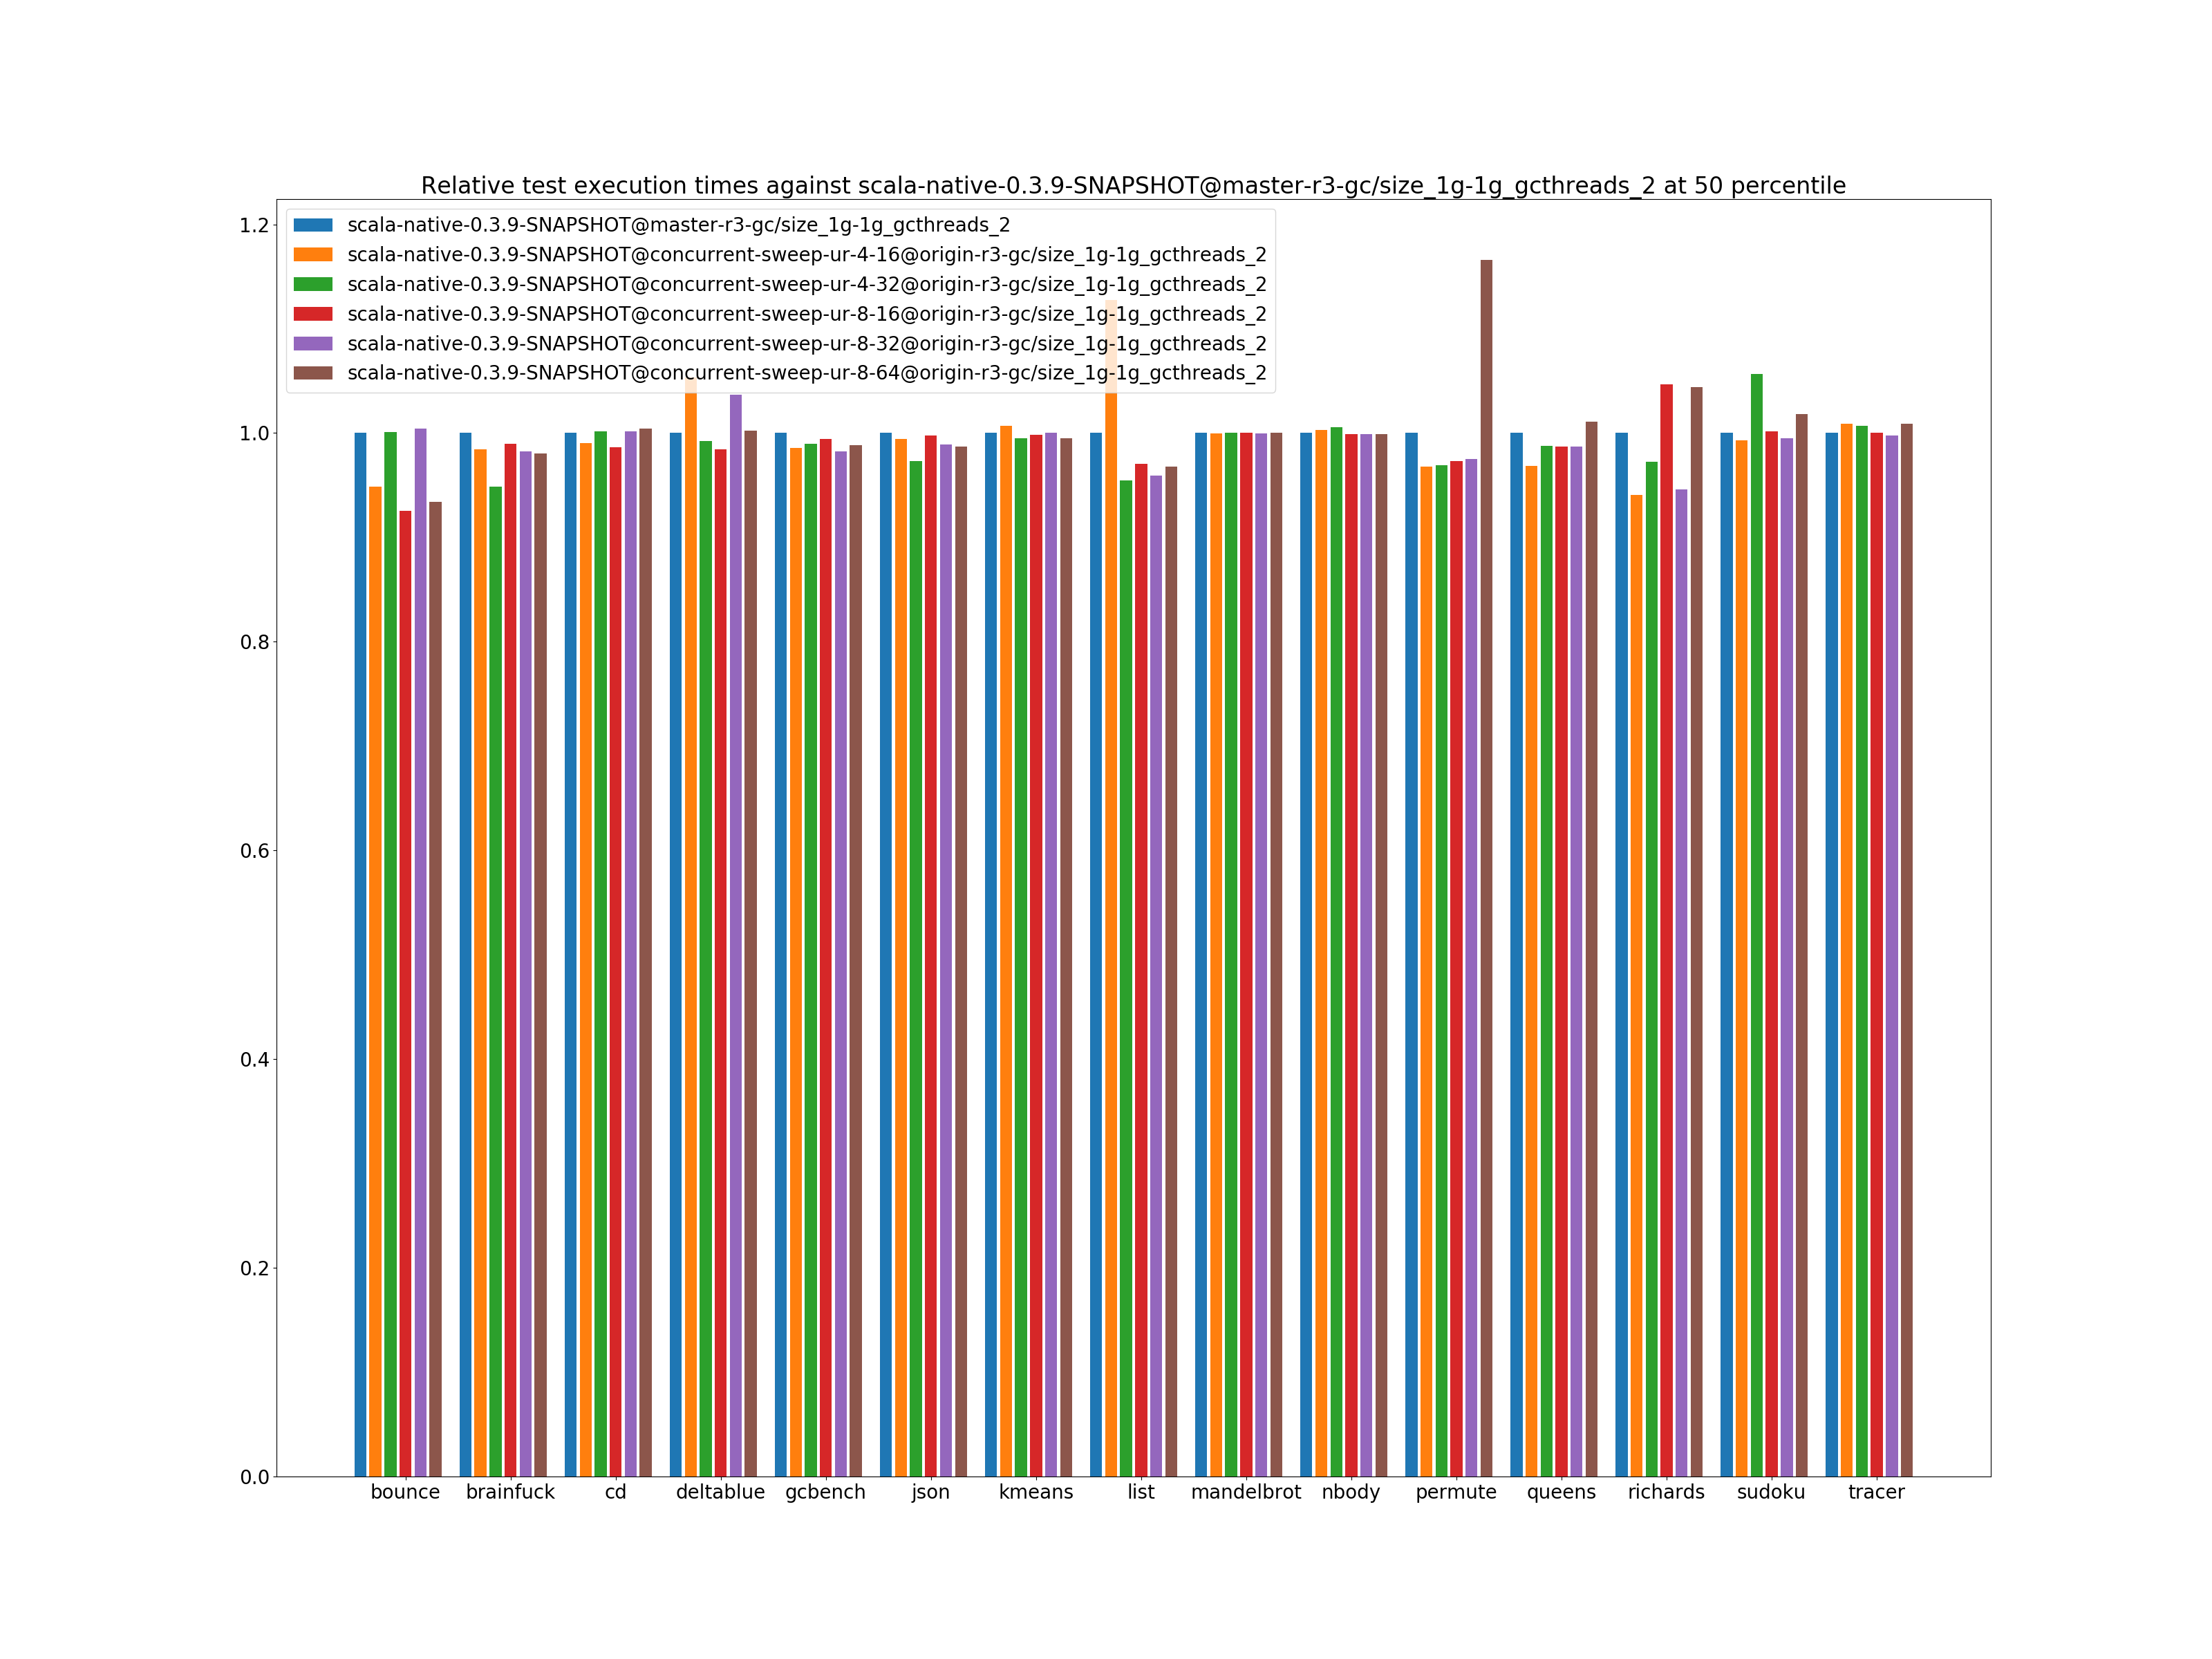 Relative test execution times against scala-native-0.3.9-SNAPSHOT@master-r3-gc/size_1g-1g_gcthreads_2 at 50 percentile
scala-native-0.3.9-SNAPSHOT@master-r3-gc/size_1g-1g_gcthreads_2
scala-native-0.3.9-SNAPSHOT@concurrent-sweep-ur-4-16@origin-r3-gc/size_1g-1g_gcthreads_2
scala-native-0.3.9-SNAPSHOT@concurrent-sweep-ur-4-32@origin-r3-gc/size_1g-1g_gcthreads_2
scala-native-0.3.9-SNAPSHOT@concurrent-sweep-ur-8-16@origin-r3-gc/size_1g-1g_gcthreads_2
scala-native-0.3.9-SNAPSHOT@concurrent-sweep-ur-8-32@origin-r3-gc/size_1g-1g_gcthreads_2
scala-native-0.3.9-SNAPSHOT@concurrent-sweep-ur-8-64@origin-r3-gc/size_1g-1g_gcthreads_2
1.2
1.0
0.8
0.6
0.4
0.2
0.0
bounce brainfuck cd deltablue gcbench json kmeans list mandelbrot nbody permute queens richards sudoku tracer